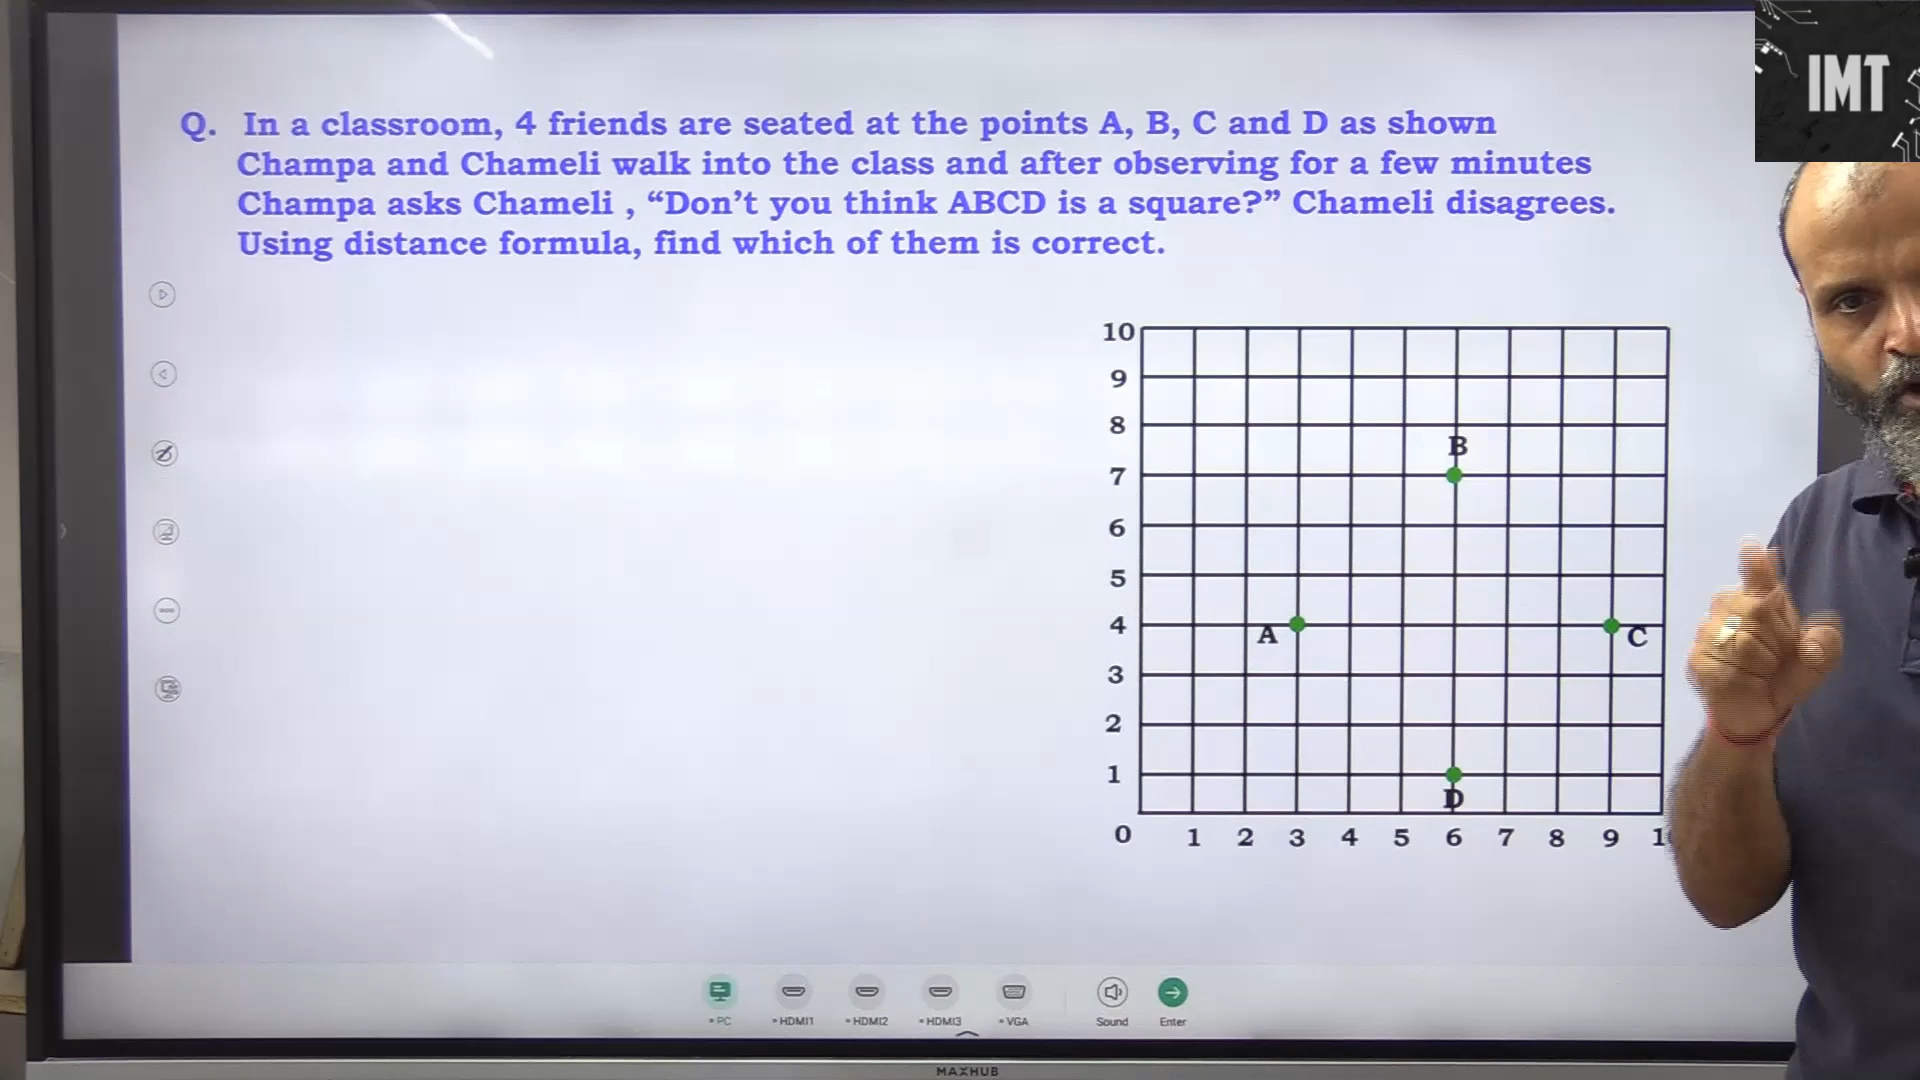 IMT
Q. In a classroom, 4 friends are seated at the points A, B, C and D as shown
Champa and Chameli walk into the class and after observing for a few minutes
Champa asks Chameli , “Don’t you think ABCD is a square?” Chameli disagrees.
Using distance formula, find which of them is correct.
10
9
8
B
7
6
5
4
A
C
3
2
1
D
0 1 2 3 4 5 6 7 8 9 1
PC HDMI1 HDMI2 HDMI3 VGA Sound Enter
MAXHUB